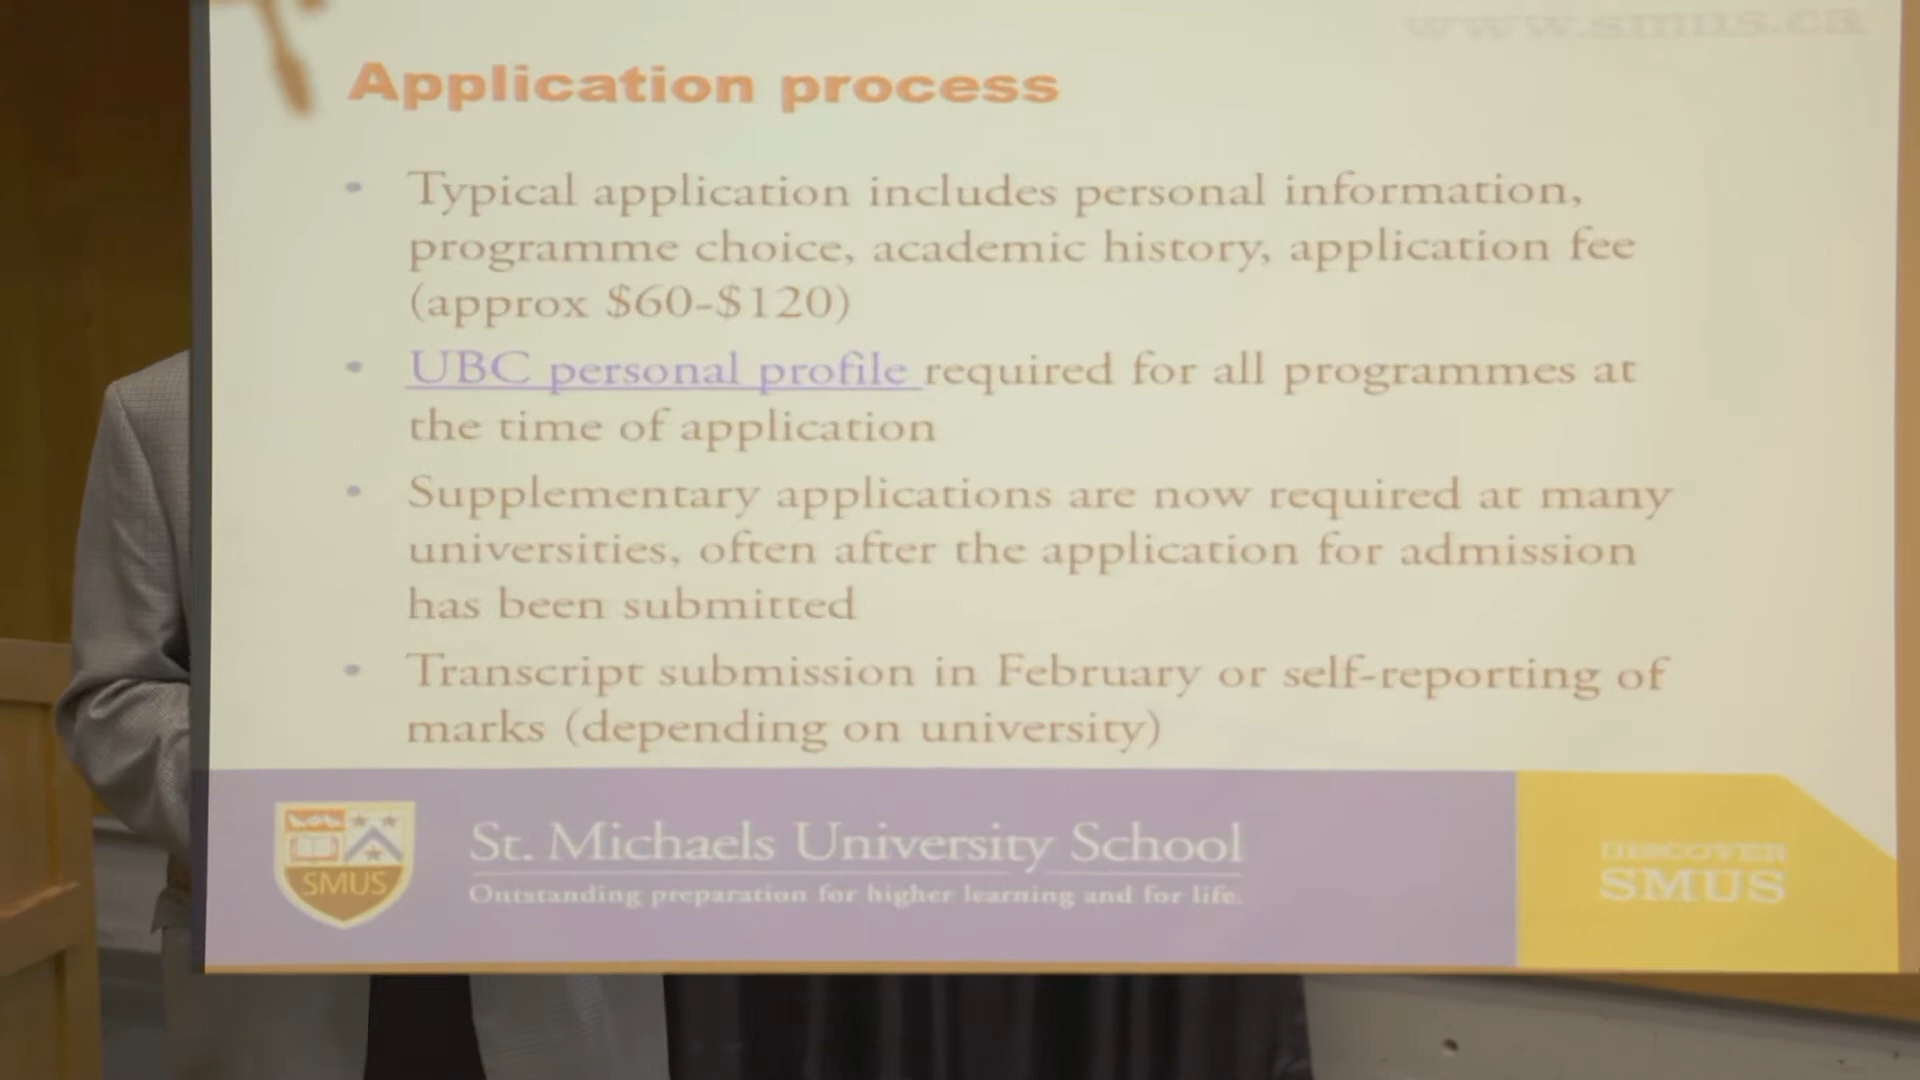 www.smus.ca
Application process
• Typical application includes personal information,
programme choice, academic history, application fee
(approx $60-$120)
• UBC personal profile required for all programmes at
the time of application
• Supplementary applications are now required at many
universities, often after the application for admission
has been submitted
• Transcript submission in February or self-reporting of
marks (depending on university)
SMUS
St. Michaels University School
Outstanding preparation for higher learning and for life.
DISCOVER
SMUS